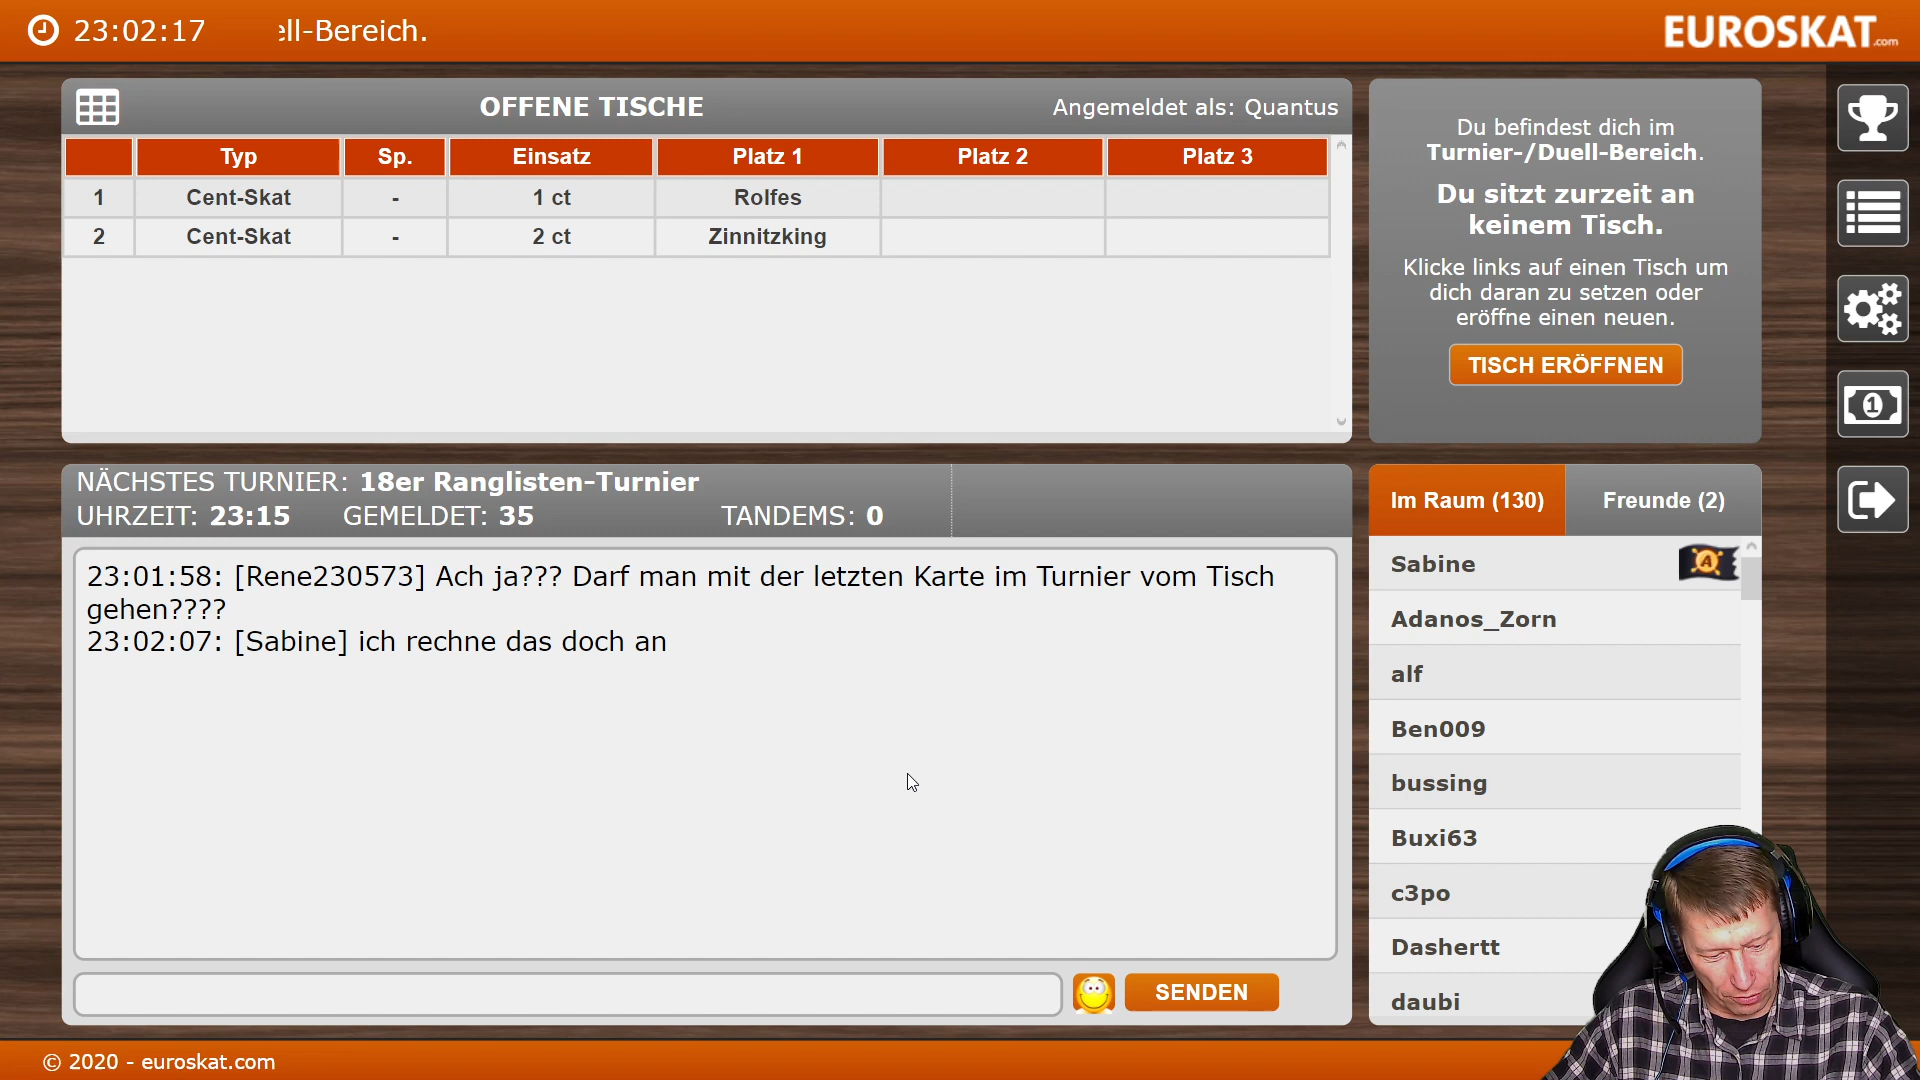 23:02:17 ell-Bereich.
EUROSKAT.com
OFFENE TISCHE
Angemeldet als: Quantus
Typ Sp. Einsatz Platz 1 Platz 2 Platz 3
1 Cent-Skat - 1 ct Rolfes
2 Cent-Skat - 2 ct Zinnitzking
Du befindest dich im
Turnier-/Duell-Bereich.
Du sitzt zurzeit an
keinem Tisch.
Klicke links auf einen Tisch um
dich daran zu setzen oder
eröffne einen neuen.
TISCH ERÖFFNEN
1
NÄCHSTES TURNIER: 18er Ranglisten-Turnier
UHRZEIT: 23:15 GEMELDET: 35 TANDEMS: 0
23:01:58: [Rene230573] Ach ja??? Darf man mit der letzten Karte im Turnier vom Tisch
gehen????
23:02:07: [Sabine] ich rechne das doch an
SENDEN
Im Raum (130) Freunde (2)
Sabine A
Adanos_Zorn
alf
Ben009
bussing
Buxi63
c3po
Dashertt
daubi
© 2020 - euroskat.com